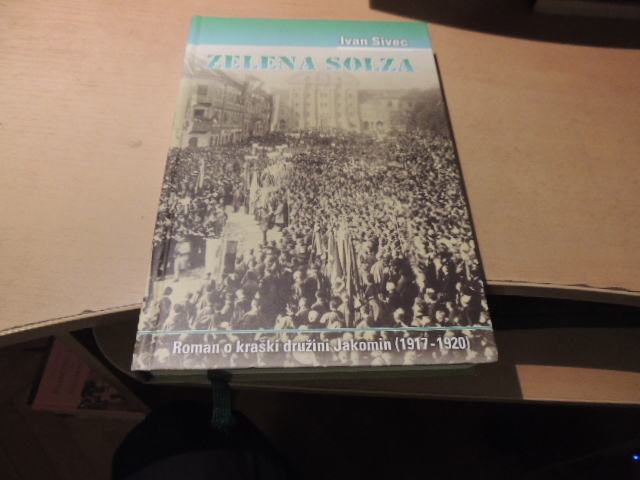 Ivan Sivec
ZELENA SOLZA
Roman o kraški družini Jakomin (1917-1920)